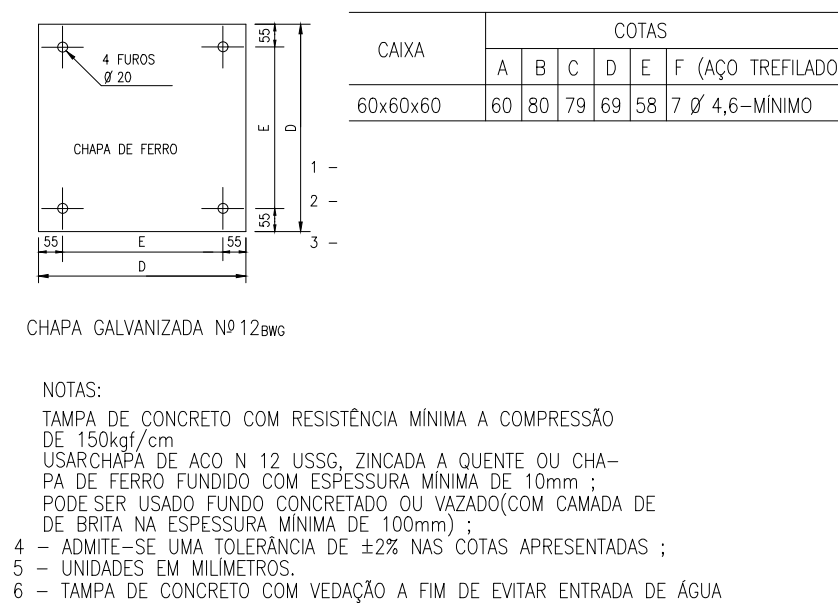 55
4 FUROS
Ø 20
CHAPA DE FERRO
E
D
55
55
E
55
D
1 -
2 -
3 -
CHAPA GALVANIZADA Nº 12BWG
CAIXA
COTAS
A B C D E F (AÇO TREFILADO
60x60x60 60 80 79 69 58 7 Ø 4,6-MÍNIMO
NOTAS:
TAMPA DE CONCRETO COM RESISTÊNCIA MÍNIMA A COMPRESSÃO
DE 150kgf/cm
USARCHAPA DE ACO N 12 USSG, ZINCADA A QUENTE OU CHA-
PA DE FERRO FUNDIDO COM ESPESSURA MÍNIMA DE 10mm ;
PODE SER USADO FUNDO CONCRETADO OU VAZADO(COM CAMADA DE
DE BRITA NA ESPESSURA MÍNIMA DE 100mm) ;
4 - ADMITE-SE UMA TOLERÂNCIA DE ±2% NAS COTAS APRESENTADAS ;
5 - UNIDADES EM MILÍMETROS.
6 - TAMPA DE CONCRETO COM VEDAÇÃO A FIM DE EVITAR ENTRADA DE ÁGUA